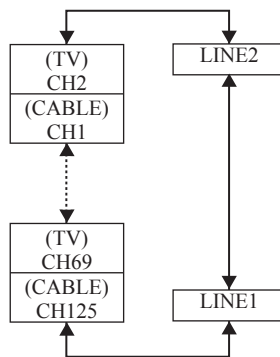 (TV)
CH2
(CABLE)
CH1
LINE2
(TV)
CH69
(CABLE)
CH125
LINE1